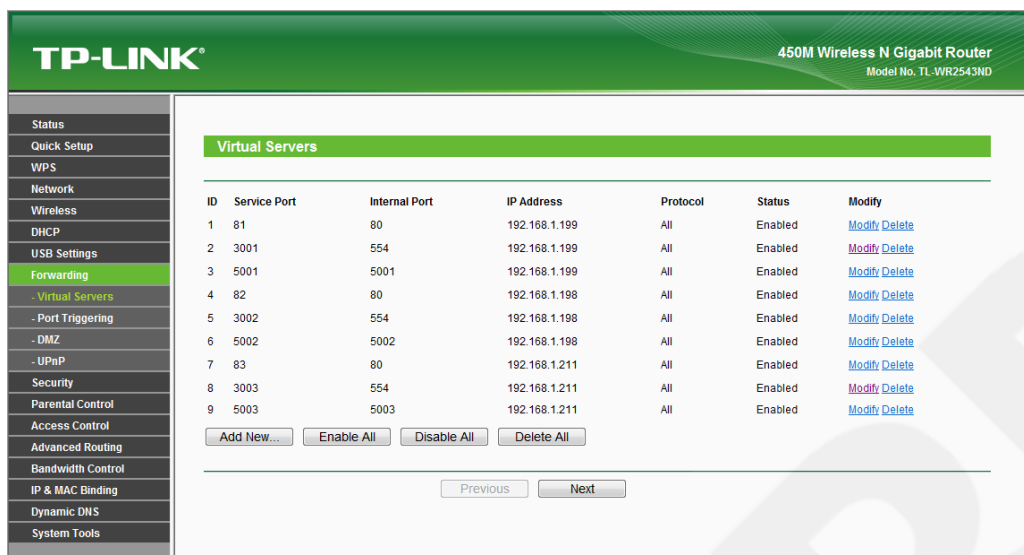 TP-LINK®
450M Wireless N Gigabit Router
Model No. TL-WR2543ND
Status
Quick Setup
WPS
Network
Wireless
DHCP
USB Settings
Forwarding
- Virtual Servers
- Port Triggering
- DMZ
- UPnP
Security
Parental Control
Access Control
Advanced Routing
Bandwidth Control
IP & MAC Binding
Dynamic DNS
System Tools
Virtual Servers
ID Service Port Internal Port IP Address Protocol Status Modify
1 81 80 192.168.1.199 All Enabled Modify Delete
2 3001 554 192.168.1.199 All Enabled Modify Delete
3 5001 5001 192.168.1.199 All Enabled Modify Delete
4 82 80 192.168.1.198 All Enabled Modify Delete
5 3002 554 192.168.1.198 All Enabled Modify Delete
6 5002 5002 192.168.1.198 All Enabled Modify Delete
7 83 80 192.168.1.211 All Enabled Modify Delete
8 3003 554 192.168.1.211 All Enabled Modify Delete
9 5003 5003 192.168.1.211 All Enabled Modify Delete
Add New... Enable All Disable All Delete All
Previous Next